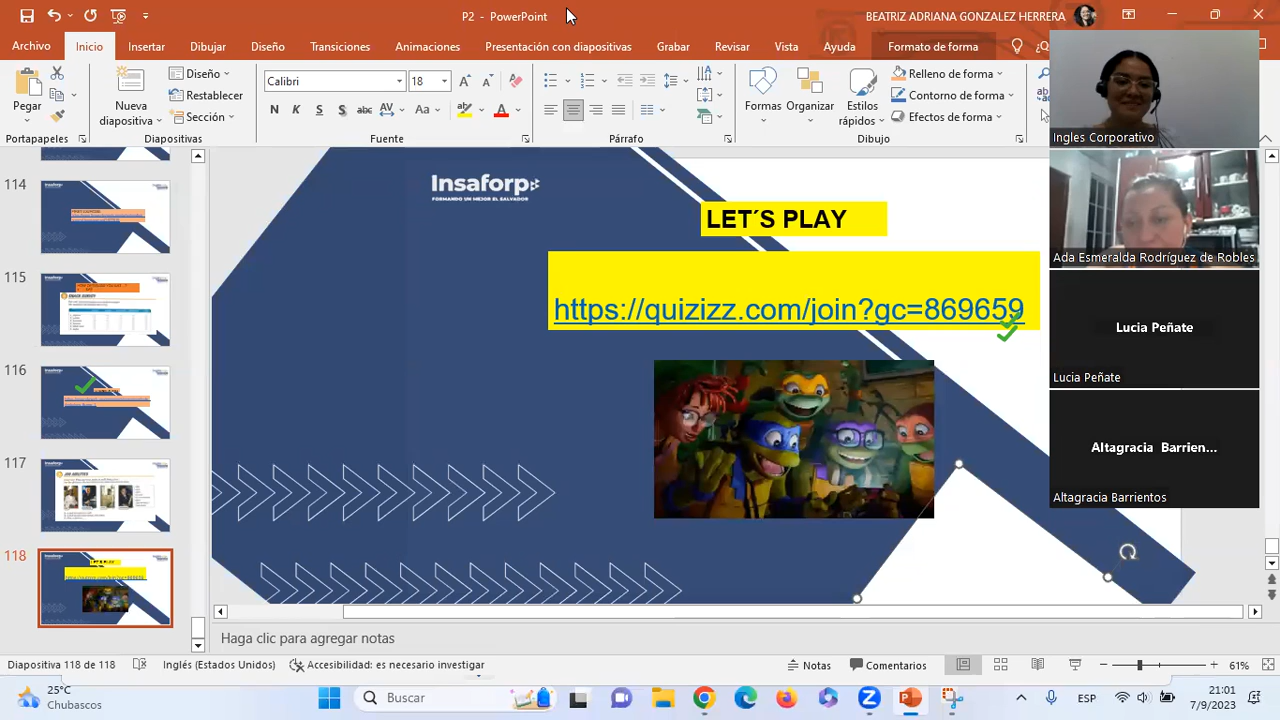 P2 - PowerPoint
BEATRIZ ADRIANA GONZALEZ HERRERA
Archivo Inicio Insertar Dibujar Diseño Transiciones Animaciones Presentación con diapositivas Grabar Revisar Vista Ayuda Formato de forma
Pegar
Nueva diapositiva
Diseño
Restablecer
Sección
Calibri 18
N K S S abc AV Aa A
Formas Organizar Estilos rápidos
Relleno de forma
Contorno de forma
Efectos de forma
Portapapeles Diapositivas Fuente Párrafo Dibujo
114
115
116
117
118
Insaforp
FORMANDO UN MEJOR EL SALVADOR
LET´S PLAY
https://quizizz.com/join?gc=809659
Ingles Corporativo
Ada Esmeralda Rodríguez de Robles
Lucia Peñate
Lucia Peñate
Altagracia Barrien...
Altagracia Barrientos
Haga clic para agregar notas
Diapositiva 118 de 118 Inglés (Estados Unidos) Accesibilidad: es necesario investigar Notas Comentarios 61%
25°C
Chubascos
Buscar
ESP
21:01
7/9/2023